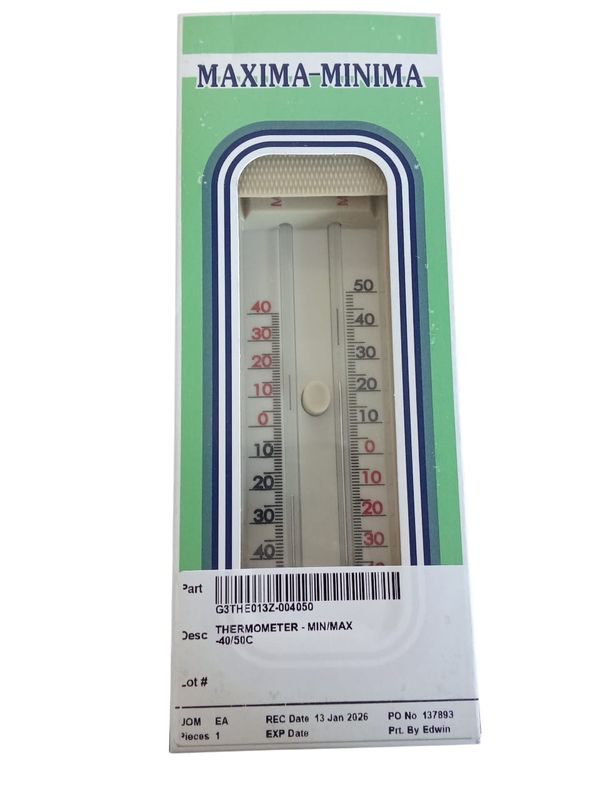 MAXIMA-MINIMA
M M
50
40 40
30 30
20 20
10 10
0 0
10 10
20 20
30 30
40
Part
G3THE013Z-004050
Desc THERMOMETER - MIN/MAX
-40/50C
Lot #
UOM EA REC Date 13 Jan 2026 PO No 137893
Pieces 1 EXP Date Prt. By Edwin